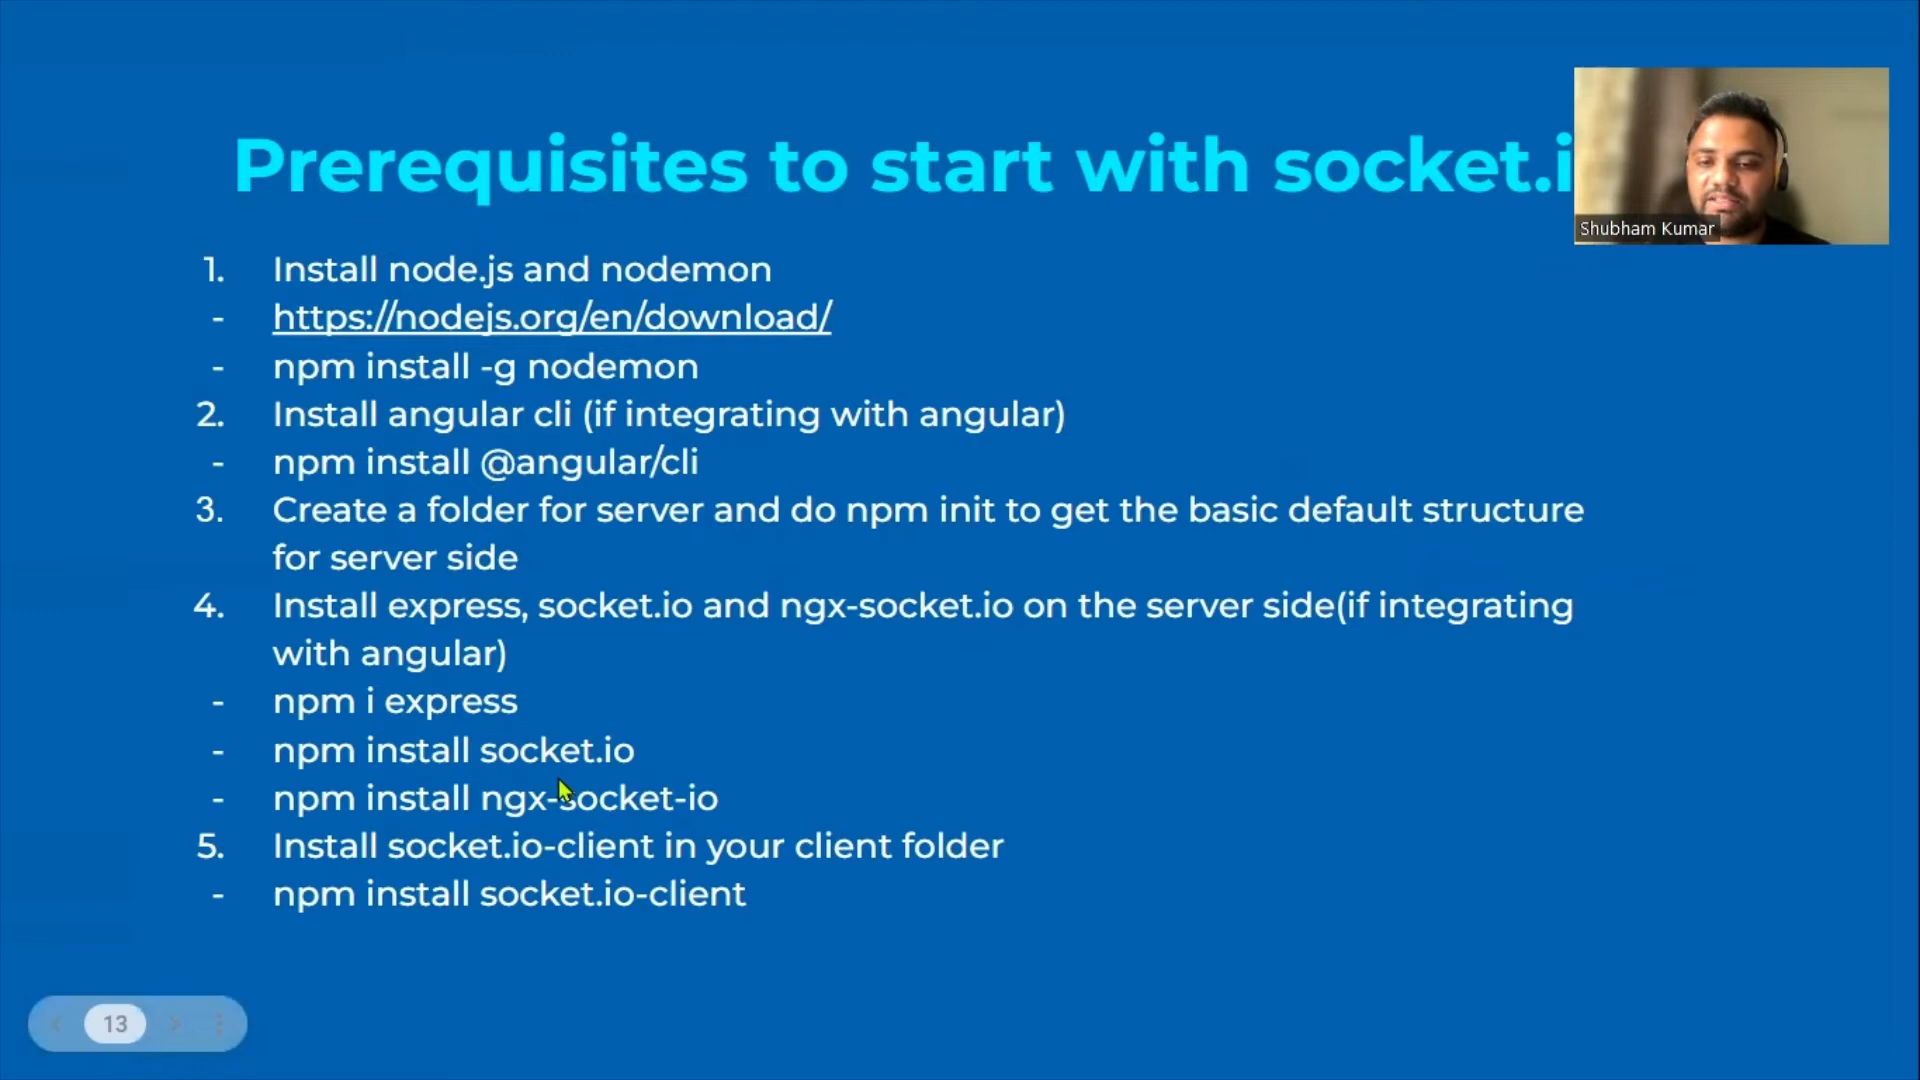 Prerequisites to start with socket.i
Shubham Kumar
1. Install node.js and nodemon
- https://nodejs.org/en/download/
- npm install -g nodemon
2. Install angular cli (if integrating with angular)
- npm install @angular/cli
3. Create a folder for server and do npm init to get the basic default structure
for server side
4. Install express, socket.io and ngx-socket.io on the server side(if integrating
with angular)
- npm i express
- npm install socket.io
- npm install ngx-socket-io
5. Install socket.io-client in your client folder
- npm install socket.io-client
13